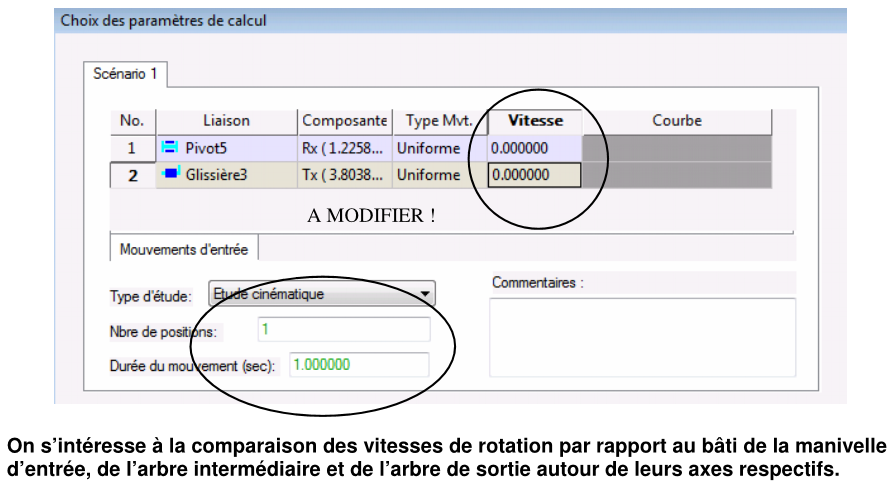 Choix des paramètres de calcul
Scénario 1
No. Liaison Composante Type Mvt. Vitesse Courbe
1 Pivot5 Rx ( 1.2258... Uniforme 0.000000
2 Glissière3 Tx ( 3.8038... Uniforme 0.000000
A MODIFIER !
Mouvements d'entrée
Type d'étude: Etude cinématique
Commentaires :
Nbre de positions: 1
Durée du mouvement (sec): 1.000000
On s'intéresse à la comparaison des vitesses de rotation par rapport au bâti de la manivelle
d'entrée, de l'arbre intermédiaire et de l'arbre de sortie autour de leurs axes respectifs.